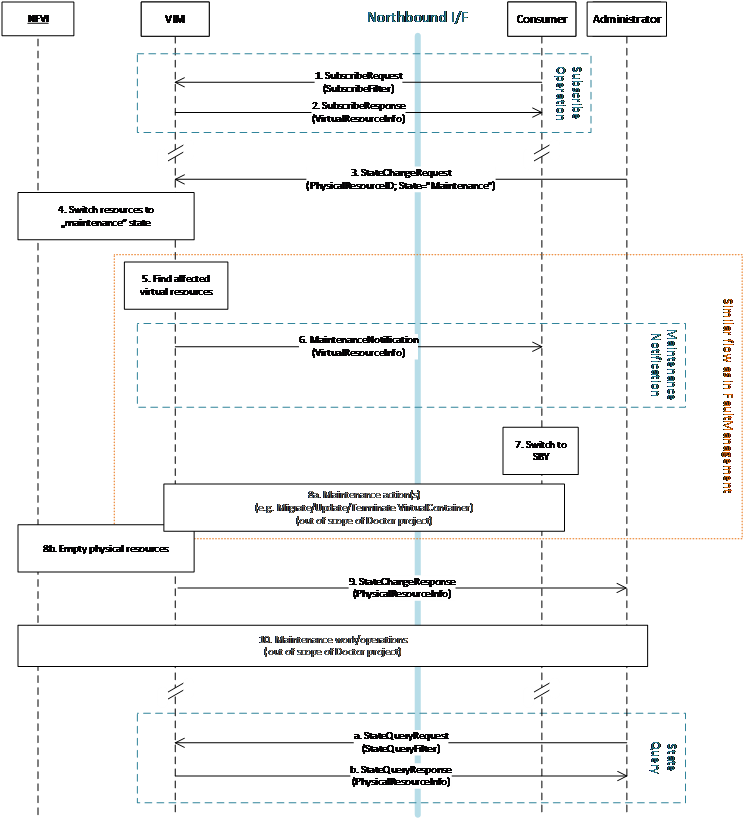 NFVI
VIM
Northbound I/F
Consumer
Administrator
1. SubscribeRequest
(SubscribeFilter)
2. SubscribeResponse
(VirtualResourceInfo)
Subscribe
Operation
3. StateChangeRequest
(PhysicalResourceID; State="Maintenance")
4. Switch resources to
„maintenance” state
5. Find affected
virtual resources
6. MaintenanceNotification
(VirtualResourceInfo)
Maintenance
Notification
Similar flow as in FaultManagement
7. Switch to
SBY
8a. Maintenance action(s)
(e.g. Migrate/Update/Terminate VirtualContainer)
(out of scope of Doctor project)
8b. Empty physical resources
9. StateChangeResponse
(PhysicalResourceInfo)
10. Maintenance work/operations
(out of scope of Doctor project)
a. StateQueryRequest
(StateQueryFilter)
b. StateQueryResponse
(PhysicalResourceInfo)
State
Query